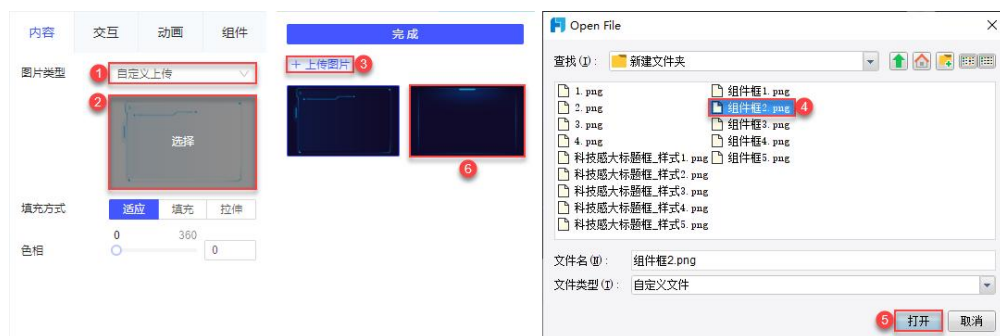 内容 交互 动画 组件
图片类型 1 自定义上传
2
选择
填充方式 适应 填充 拉伸
0 360
色相 0
完成
+ 上传图片 3
6
Open File
查找(I): 新建文件夹
1.png 组件框1.png
2.png 组件框2.png 4
3.png 组件框3.png
4.png 组件框4.png
科技感大标题框_样式1.png 组件框5.png
科技感大标题框_样式2.png
科技感大标题框_样式3.png
科技感大标题框_样式4.png
科技感大标题框_样式5.png
文件名(N): 组件框2.png
文件类型(T): 自定义文件
5 打开 取消